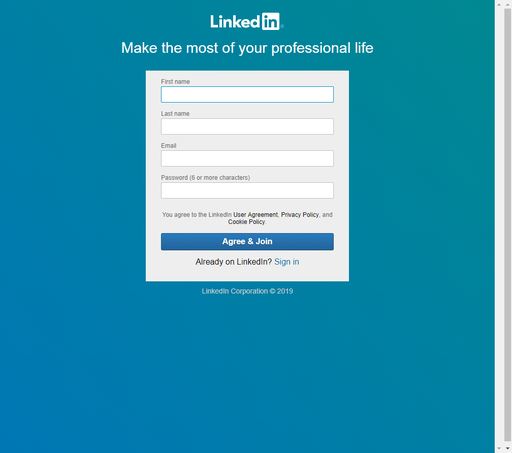 Linkedin
Make the most of your professional life
First name
Last name
Email
Password (6 or more characters)
You agree to the LinkedIn User Agreement, Privacy Policy, and
Cookie Policy.
Agree & Join
Already on LinkedIn? Sign in
LinkedIn Corporation © 2019